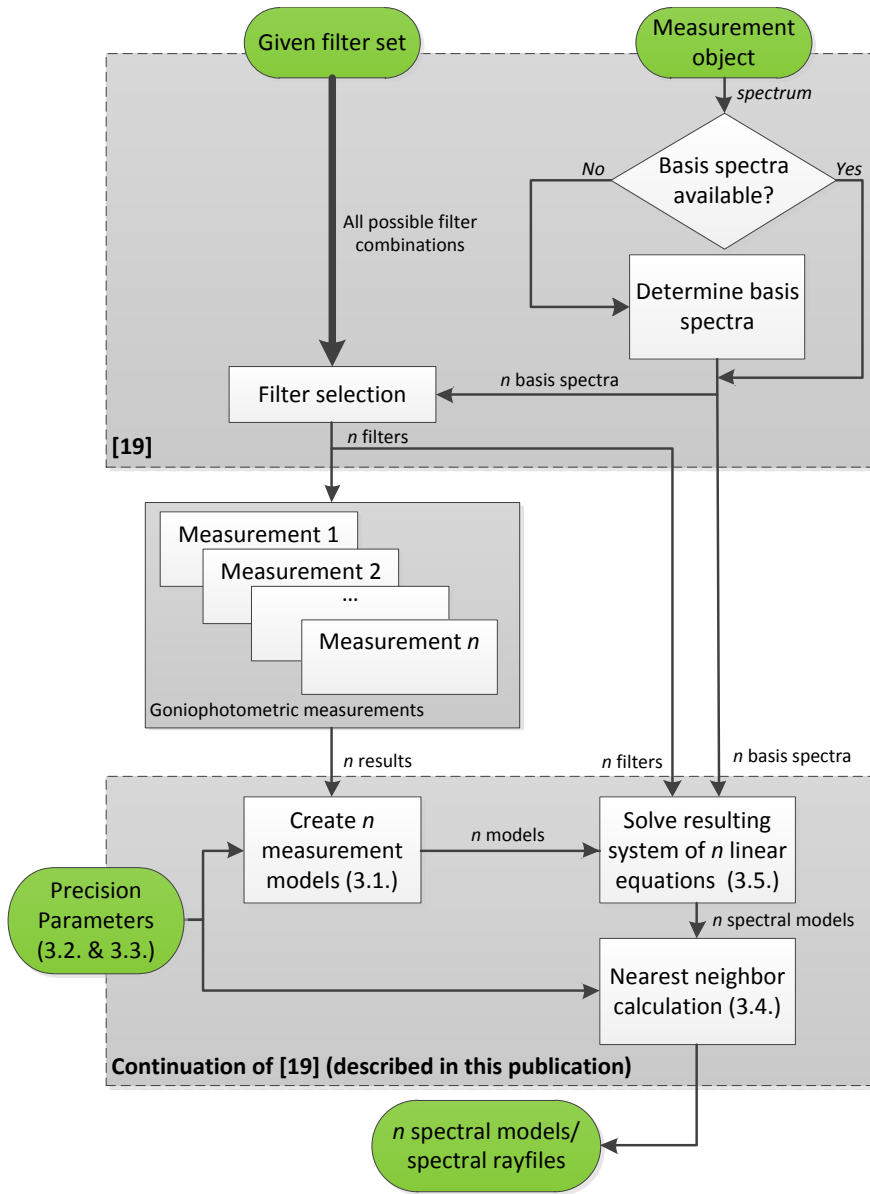 Given filter set
Measurement
object
spectrum
No
Basis spectra
available?
Yes
All possible filter
combinations
Determine basis
spectra
n basis spectra
Filter selection
n filters
[19]
Measurement 1
Measurement 2
...
Measurement n
Goniophotometric measurements
n results
n filters
n basis spectra
Create n
measurement
models (3.1.)
n models
Solve resulting
system of n linear
equations (3.5.)
Precision
Parameters
(3.2. & 3.3.)
n spectral models
Nearest neighbor
calculation (3.4.)
Continuation of [19] (described in this publication)
n spectral models/
spectral rayfiles